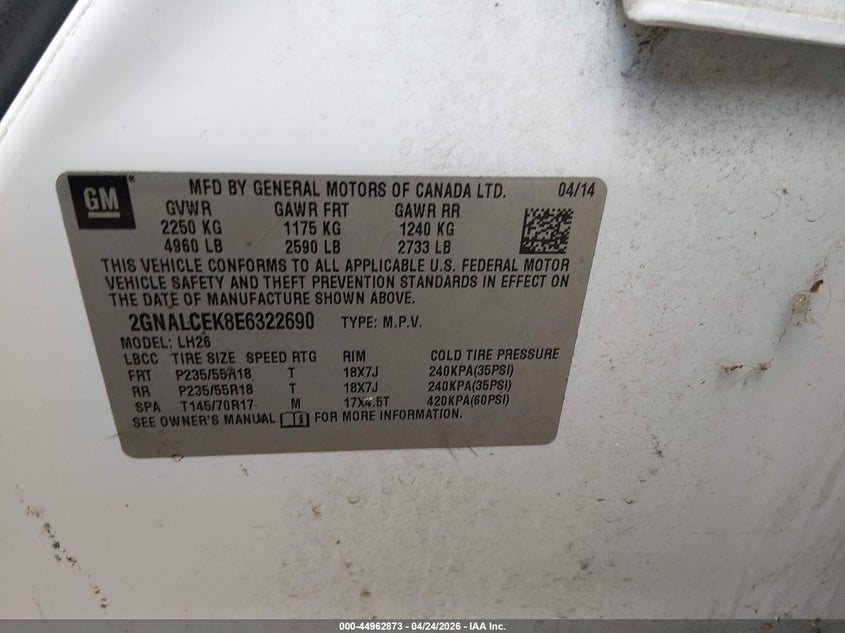 GM ® MFD BY GENERAL MOTORS OF CANADA LTD. 04/14
GVWR GAWR FRT GAWR RR
2250 KG 1175 KG 1240 KG
4960 LB 2590 LB 2733 LB
THIS VEHICLE CONFORMS TO ALL APPLICABLE U.S. FEDERAL MOTOR
VEHICLE SAFETY AND THEFT PREVENTION STANDARDS IN EFFECT ON
THE DATE OF MANUFACTURE SHOWN ABOVE.
2GNALCEK8E6322690 TYPE: M.P.V.
MODEL: LH26
LBCC TIRE SIZE SPEED RTG RIM COLD TIRE PRESSURE
FRT P235/55R18 T 18X7J 240KPA(35PSI)
RR P235/55R18 T 18X7J 240KPA(35PSI)
SPA T145/70R17 M 17X4.5T 420KPA(60PSI)
SEE OWNER'S MANUAL FOR MORE INFORMATION.
000-44962873 - 04/24/2026 - IAA Inc.